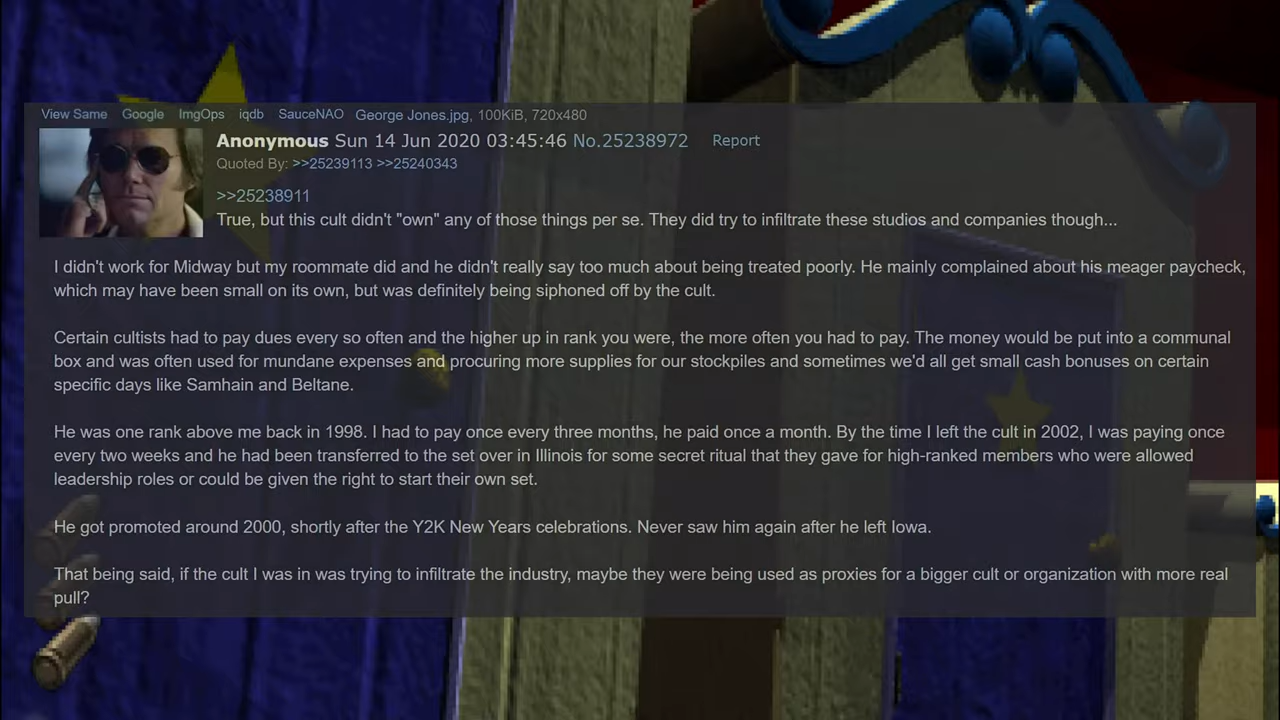 View Same Google ImgOps iqdb SauceNAO George Jones.jpg, 100KiB, 720x480
Anonymous Sun 14 Jun 2020 03:45:46 No.25238972 Report
Quoted By: >>25239113 >>25240343
>>25238911
True, but this cult didn't "own" any of those things per se. They did try to infiltrate these studios and companies though...
I didn't work for Midway but my roommate did and he didn't really say too much about being treated poorly. He mainly complained about his meager paycheck,
which may have been small on its own, but was definitely being siphoned off by the cult.
Certain cultists had to pay dues every so often and the higher up in rank you were, the more often you had to pay. The money would be put into a communal
box and was often used for mundane expenses and procuring more supplies for our stockpiles and sometimes we'd all get small cash bonuses on certain
specific days like Samhain and Beltane.
He was one rank above me back in 1998. I had to pay once every three months, he paid once a month. By the time I left the cult in 2002, I was paying once
every two weeks and he had been transferred to the set over in Illinois for some secret ritual that they gave for high-ranked members who were allowed
leadership roles or could be given the right to start their own set.
He got promoted around 2000, shortly after the Y2K New Years celebrations. Never saw him again after he left Iowa.
That being said, if the cult I was in was trying to infiltrate the industry, maybe they were being used as proxies for a bigger cult or organization with more real
pull?